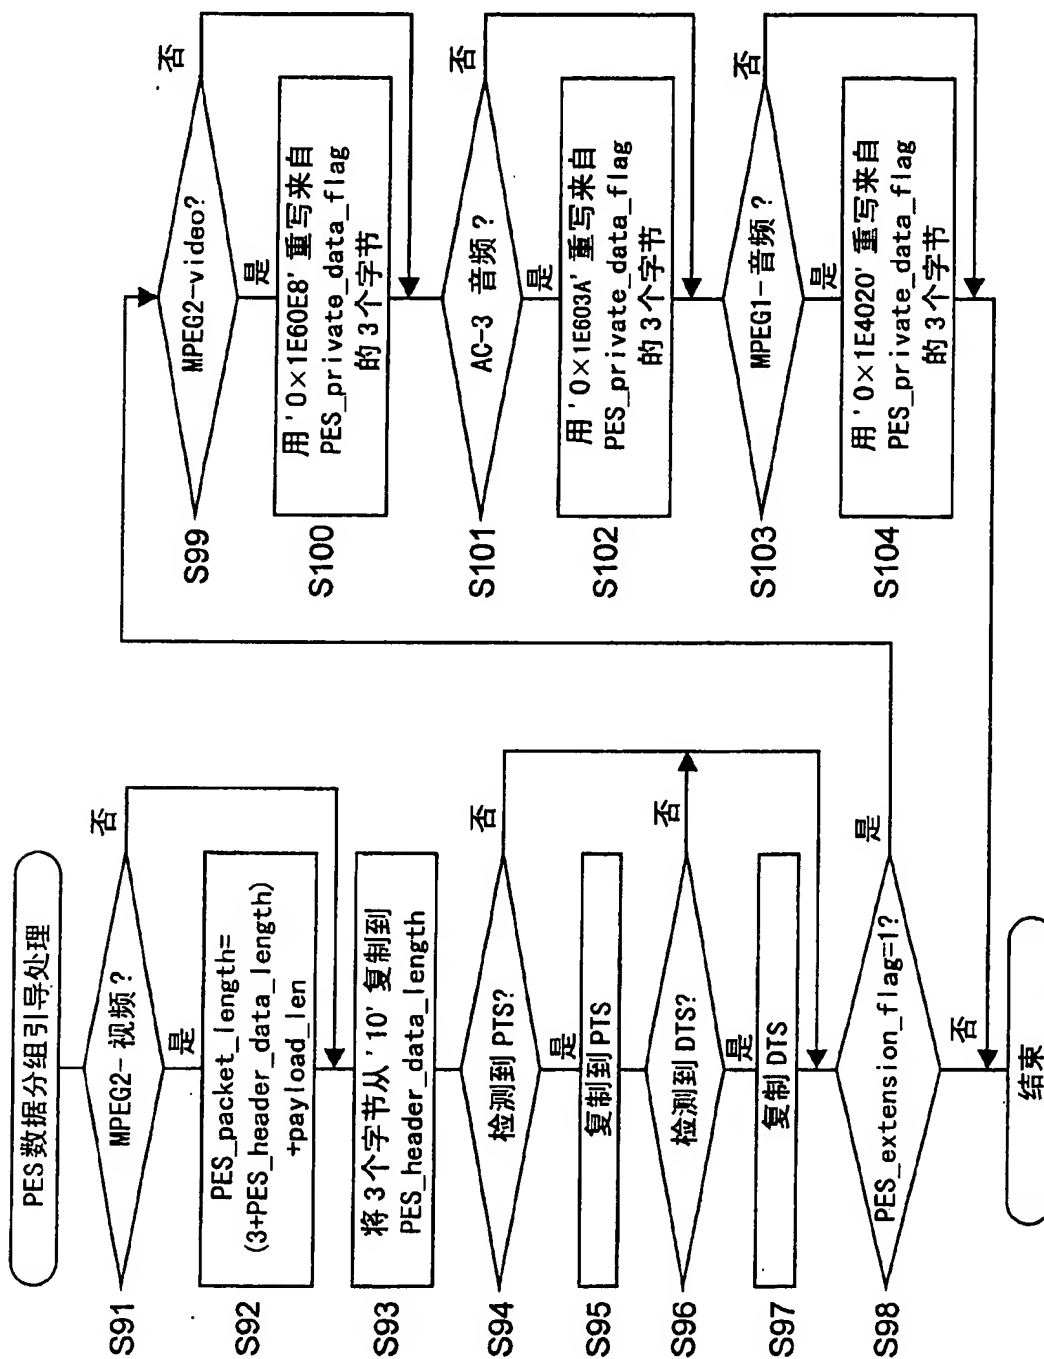 PES数据分组引导处理
S91
MPEG2-视频?
否
是
S92
PES_packet_length=
(3+PES_header_data_length)
+payload_len
S93
将3个字节从'10'复制到
PES_header_data_length
S94
检测到PTS?
否
是
S95
复制到PTS
S96
检测到DTS?
否
是
S97
复制DTS
S98
PES_extension_flag=1?
是
否
结束
S99
MPEG2-video?
否
是
S100
用'0×1E60E8'重写来自
PES_private_data_flag
的3个字节
S101
AC-3 音频?
否
是
S102
用'0×1E603A'重写来自
PES_private_data_flag
的3个字节
S103
MPEG1-音频?
否
是
S104
用'0×1E4020'重写来自
PES_private_data_flag
的3个字节